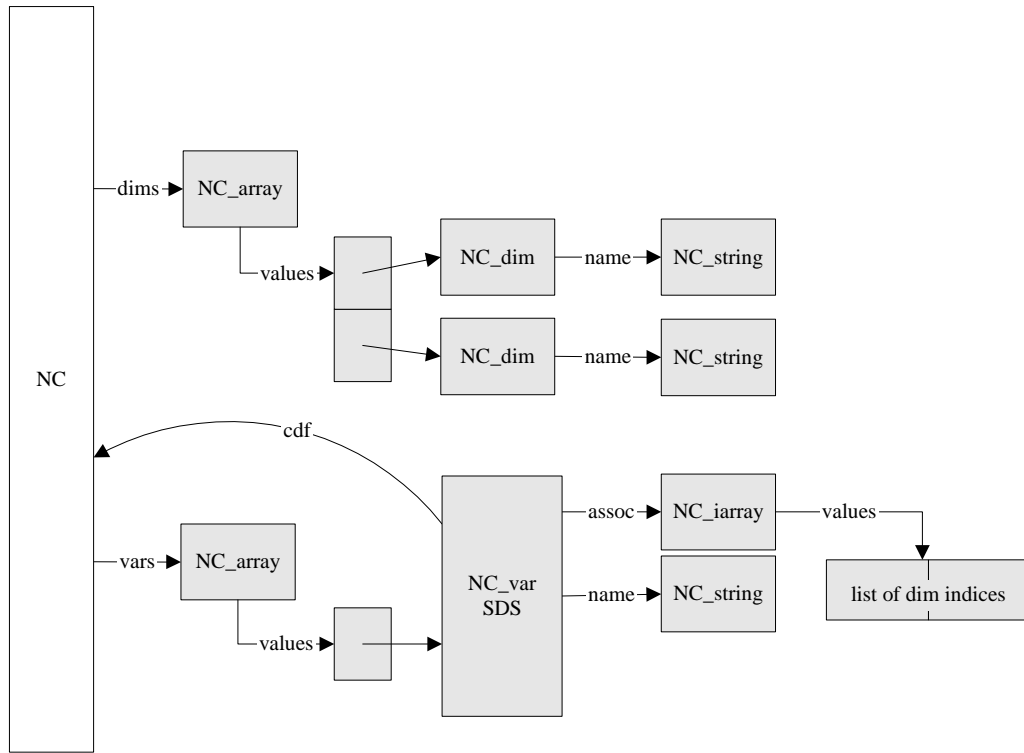 dims
NC_array
values
NC_dim
name
NC_string
NC_dim
name
NC_string
NC
cdf
vars
NC_array
values
NC_var
SDS
assoc
NC_iarray
values
name
NC_string
list of dim indices